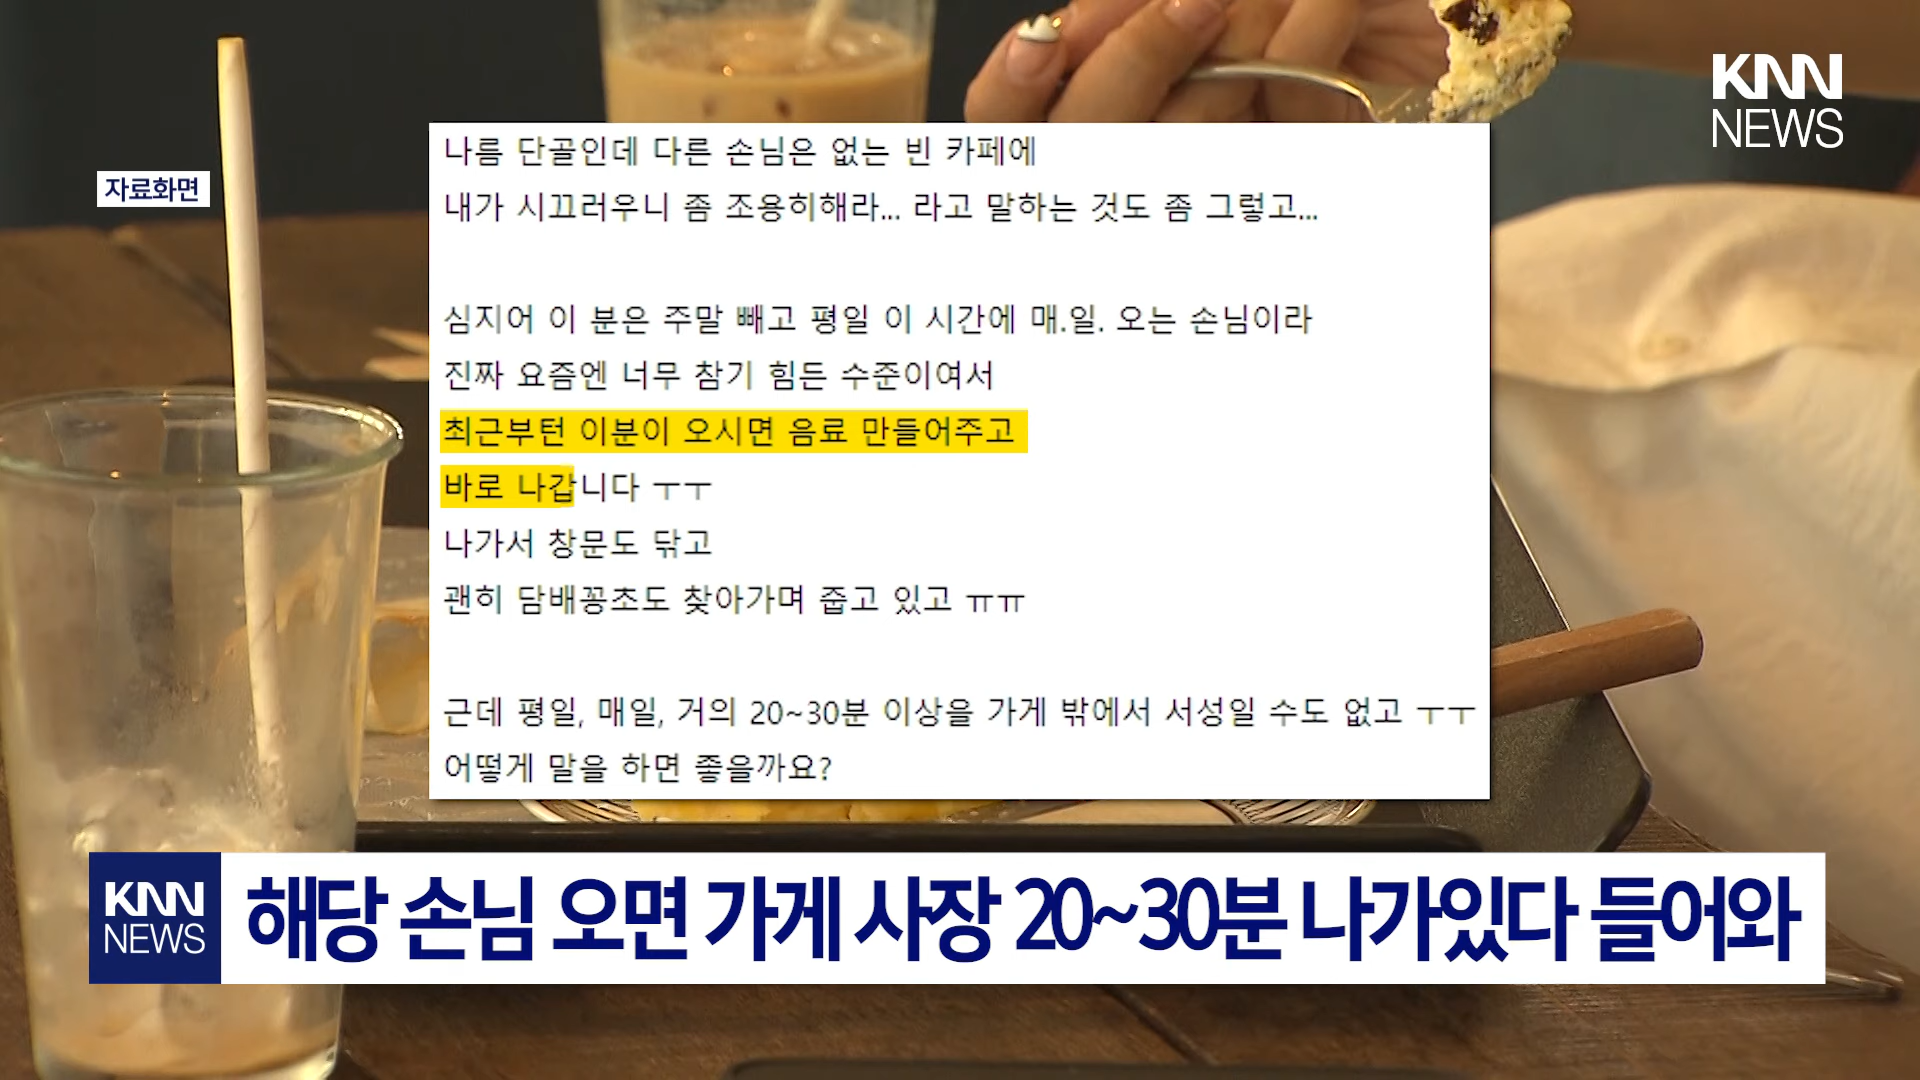 KNN
NEWS
자료화면
나름 단골인데 다른 손님은 없는 빈 카페에
내가 시끄러우니 좀 조용히해라... 라고 말하는 것도 좀 그렇고...
심지어 이 분은 주말 빼고 평일 이 시간에 매.일. 오는 손님이라
진짜 요즘엔 너무 참기 힘든 수준이여서
최근부턴 이분이 오시면 음료 만들어주고
바로 나갑니다 ㅜㅜ
나가서 창문도 닦고
괜히 담배꽁초도 찾아가며 줍고 있고 ㅠㅠ
근데 평일, 매일, 거의 20~30분 이상을 가게 밖에서 서성일 수도 없고 ㅜㅜ
어떻게 말을 하면 좋을까요?
KNN
NEWS
해당 손님 오면 가게 사장 20~30분 나가있다 들어와